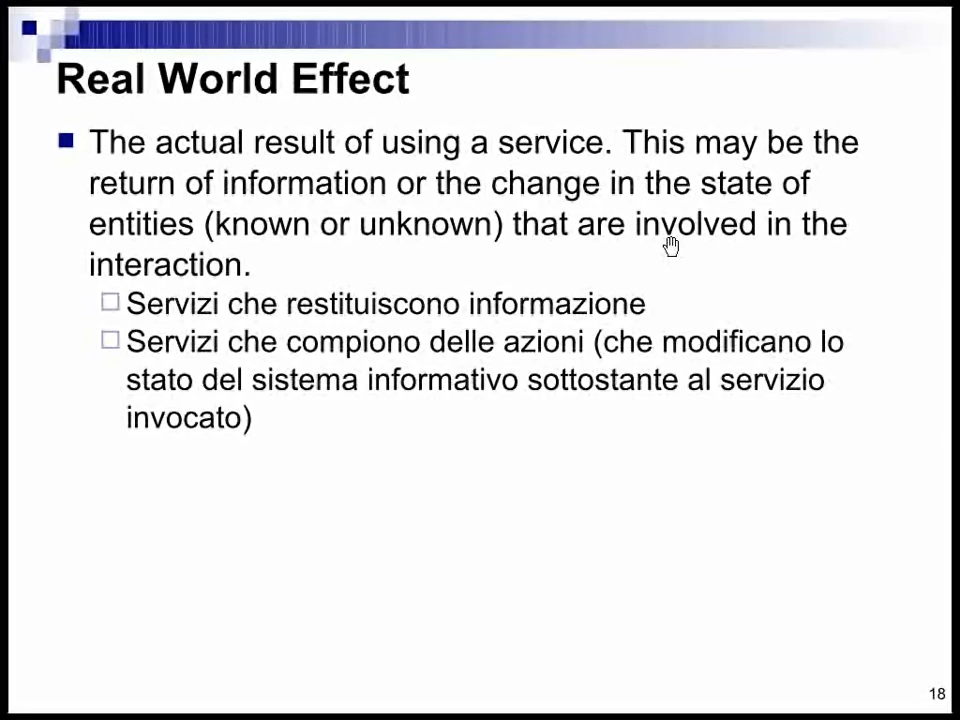 Real World Effect
The actual result of using a service. This may be the
return of information or the change in the state of
entities (known or unknown) that are involved in the
interaction.
Servizi che restituiscono informazione
Servizi che compiono delle azioni (che modificano lo
stato del sistema informativo sottostante al servizio
invocato)
18